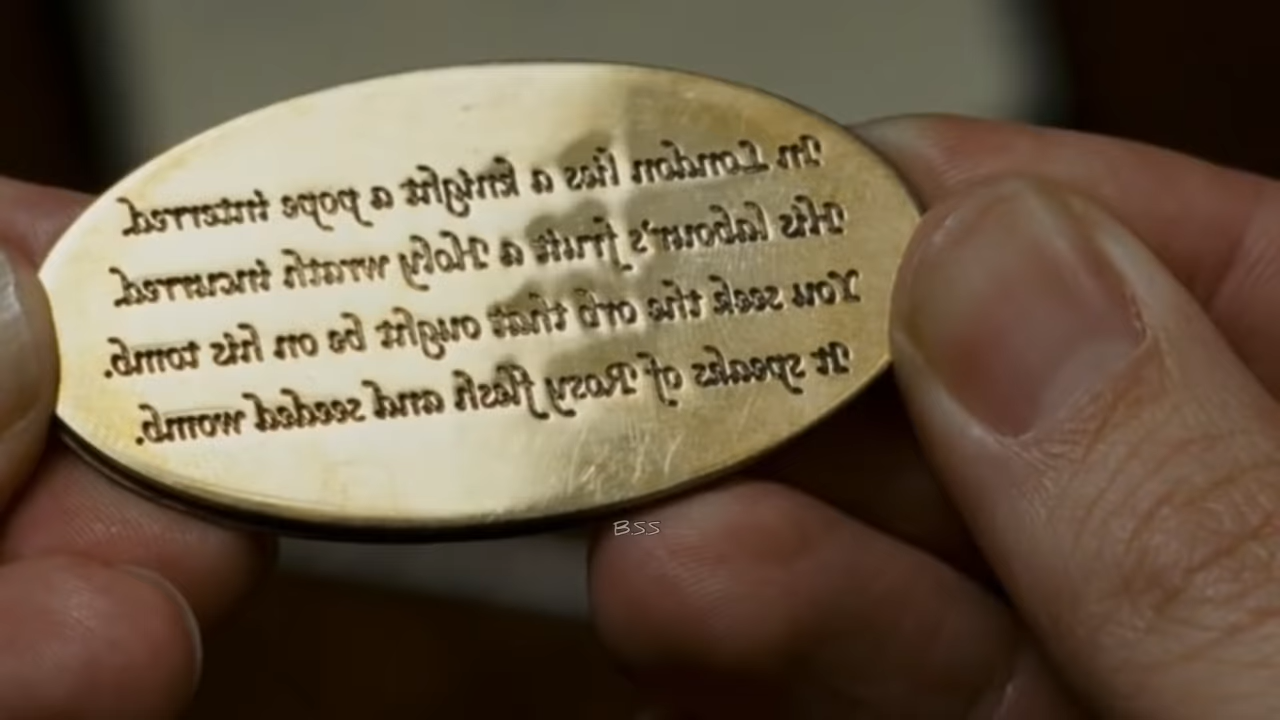 In London lies a knight a pope interred
His labour's fruit a Holy wrath incurred
You seek the orb that ought be on his tomb.
It speaks of Rosy flesh and seeded womb.
BSS